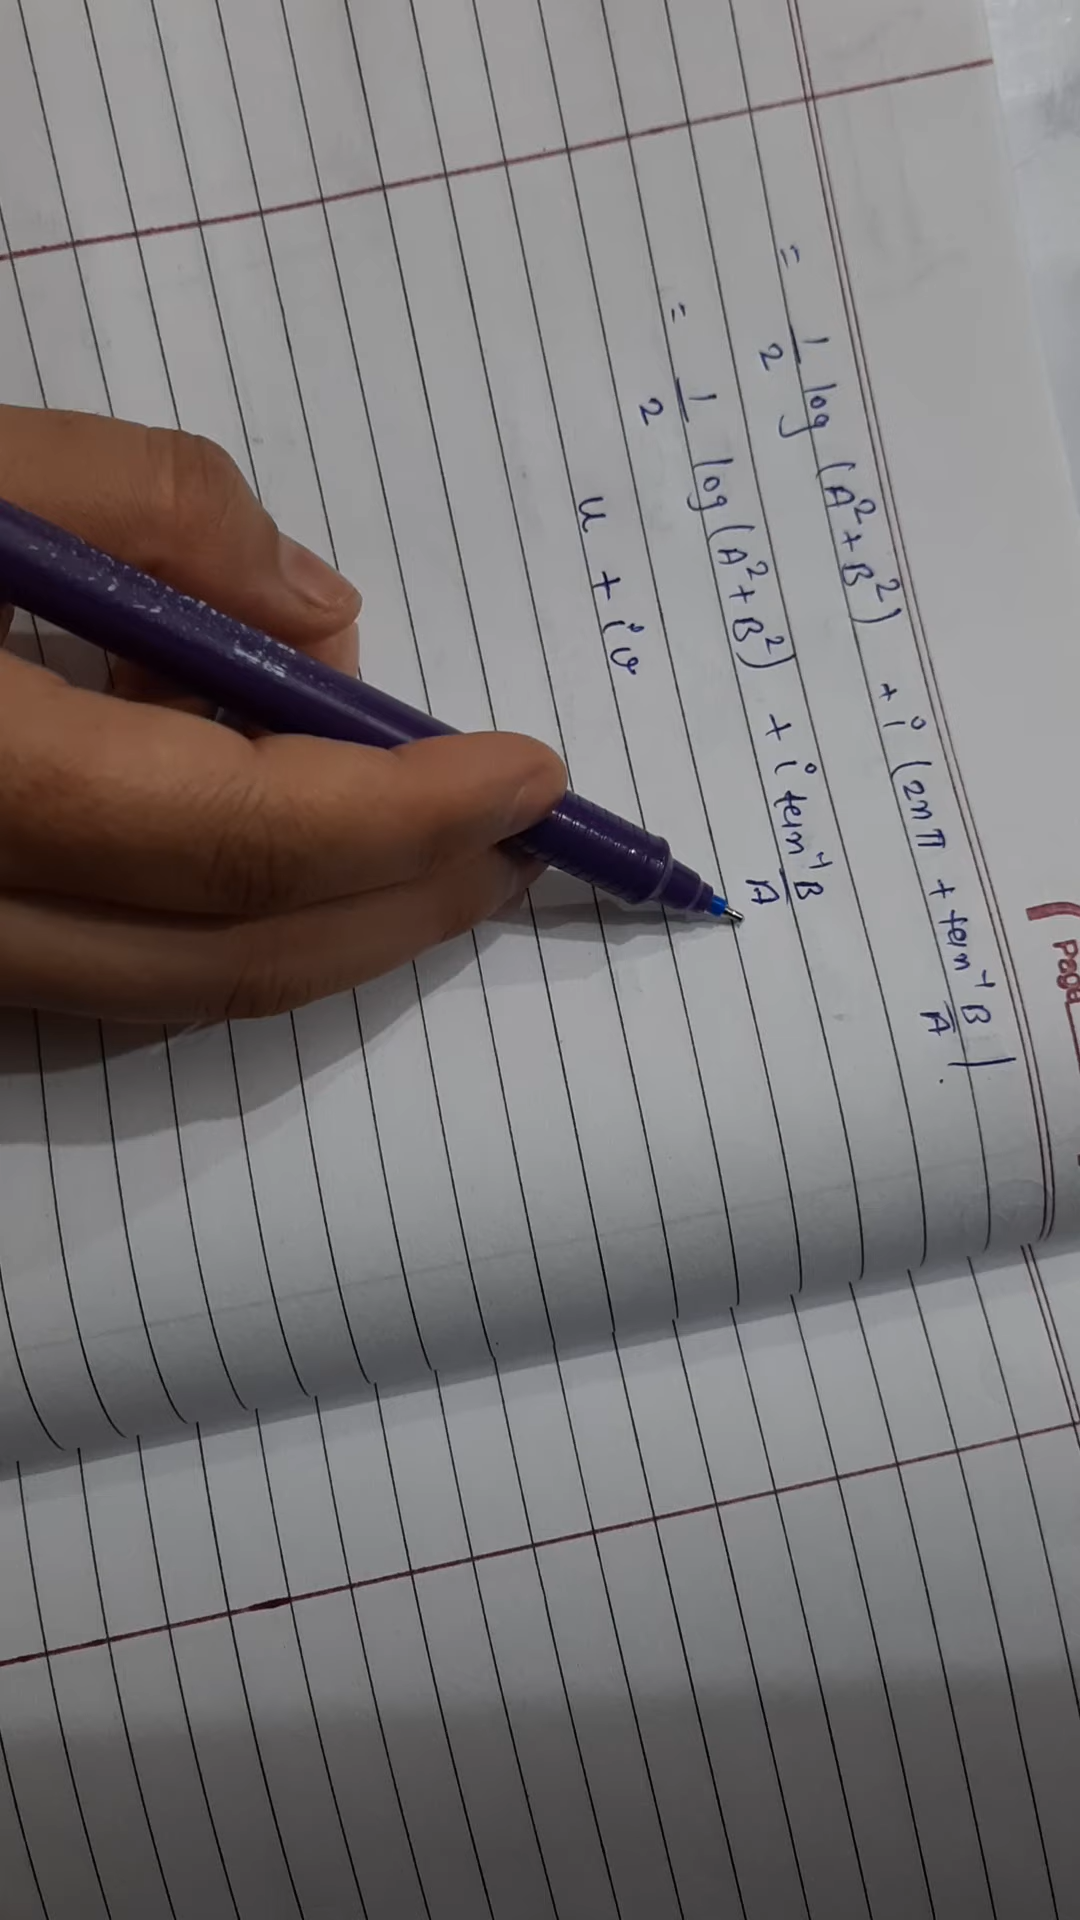 = 1/2 log (A² + B²) + i (2nπ + tan⁻¹ B/A).
= 1/2 log (A² + B²) + i tan⁻¹ B/A
u + iv
Page